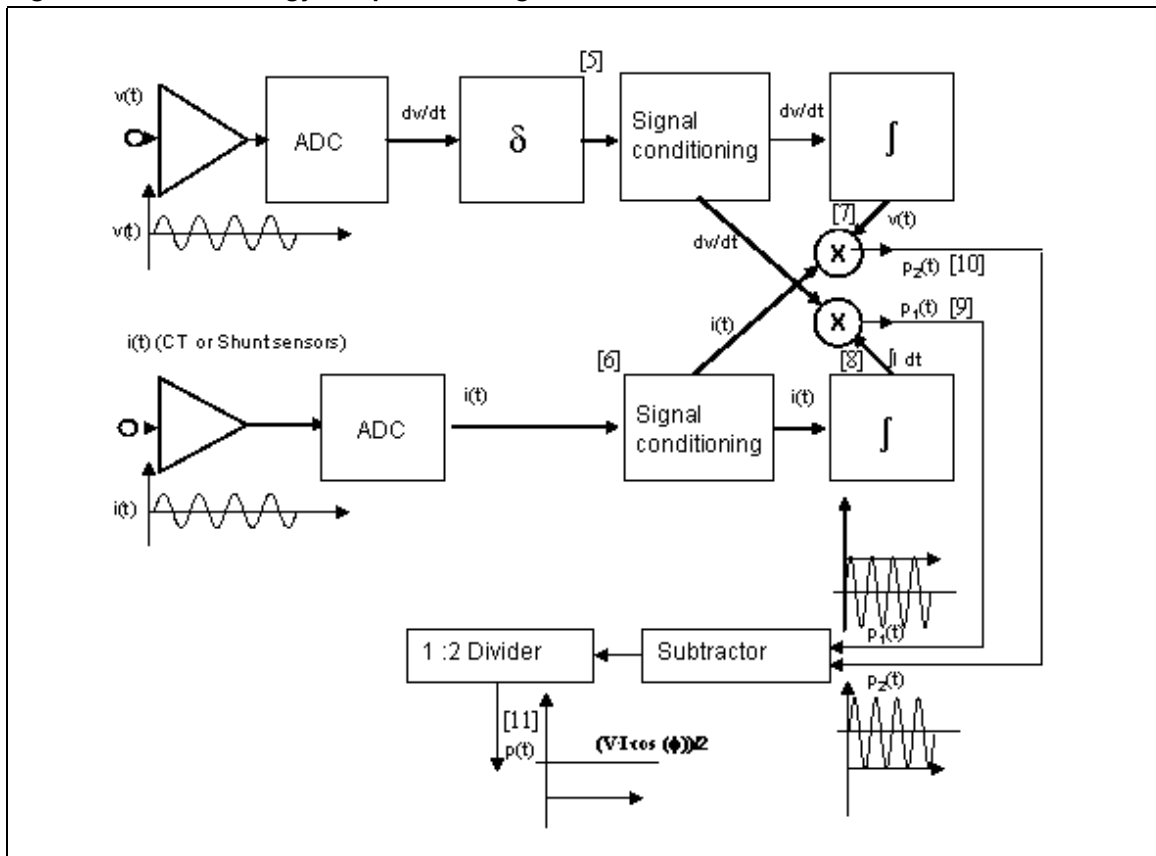 [5]
v(t)
dv/dt
dv/dt
ADC
δ
Signal
conditioning
∫
v(t)
[7]
v(t)
dv/dt
X
p2(t) [10]
i(t)
X
p1(t) [9]
i(t) (CT or Shunt sensors)
[6]
[8]
∫I dt
i(t)
i(t)
ADC
Signal
conditioning
∫
i(t)
p1(t)
1 :2 Divider
Subtractor
p2(t)
[11]
p(t)
(V·I·cos (ϕ))/2